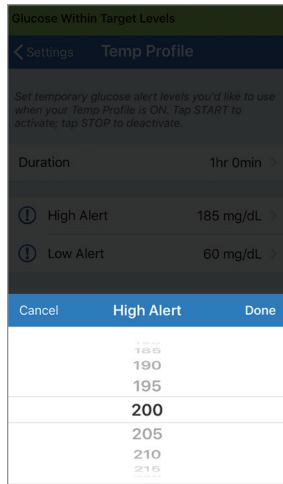 Glucose Within Target Levels
Settings Temp Profile
Set temporary glucose alert levels you'd like to use
when your Temp Profile is ON. Tap START to
activate; tap STOP to deactivate.
Duration 1hr 0min
High Alert 185 mg/dL
Low Alert 60 mg/dL
Cancel High Alert Done
185
190
195
200
205
210
215